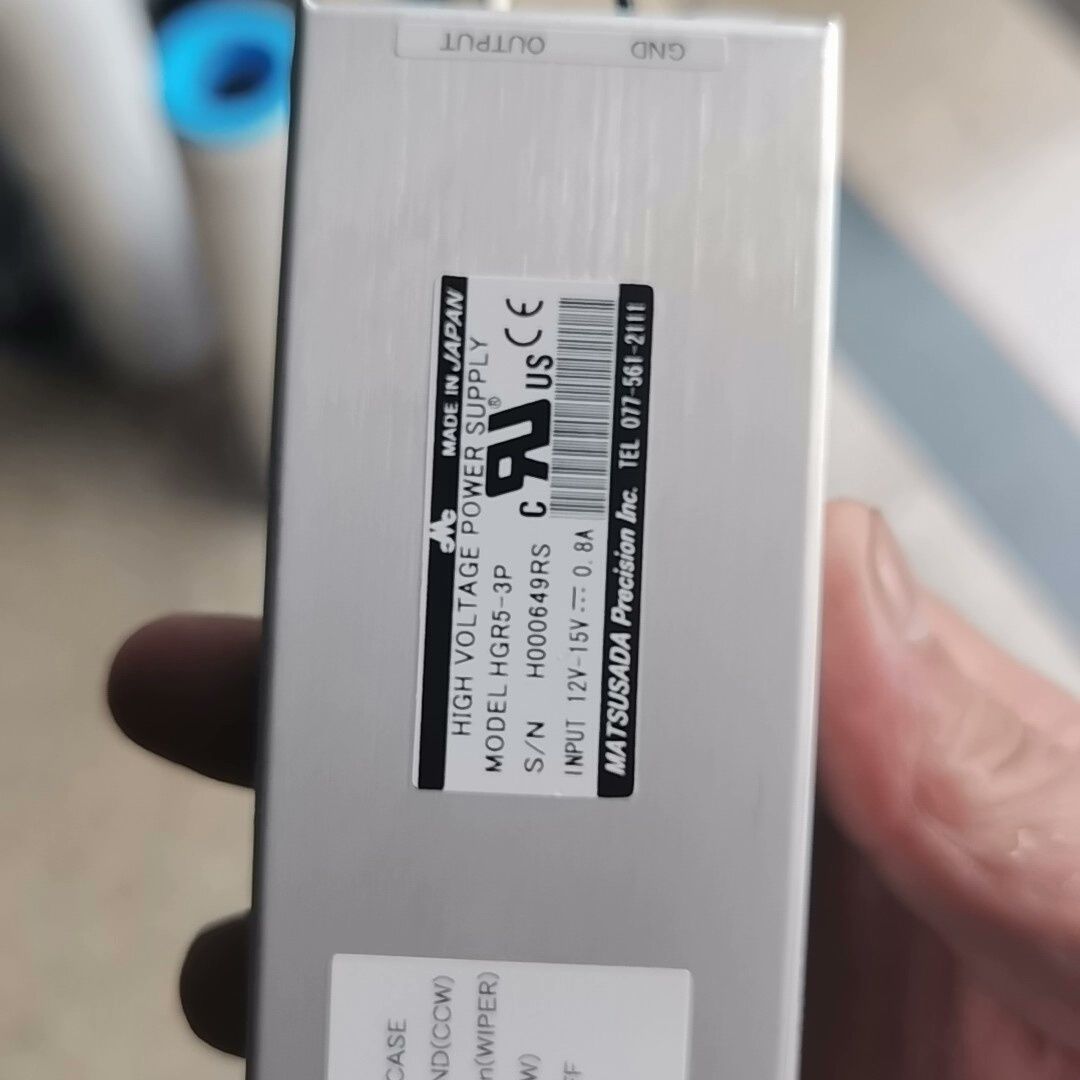 OUTPUT GND
MADE IN JAPAN
HIGH VOLTAGE POWER SUPPLY
MODEL HGR5-3P
S/N H000649RS
C RU® US CE
INPUT 12V-15V⎓0.8A
MATSUSADA Precision Inc. TEL 077-561-2111
CASE
ND(CCW)
n(WIPER)
W)